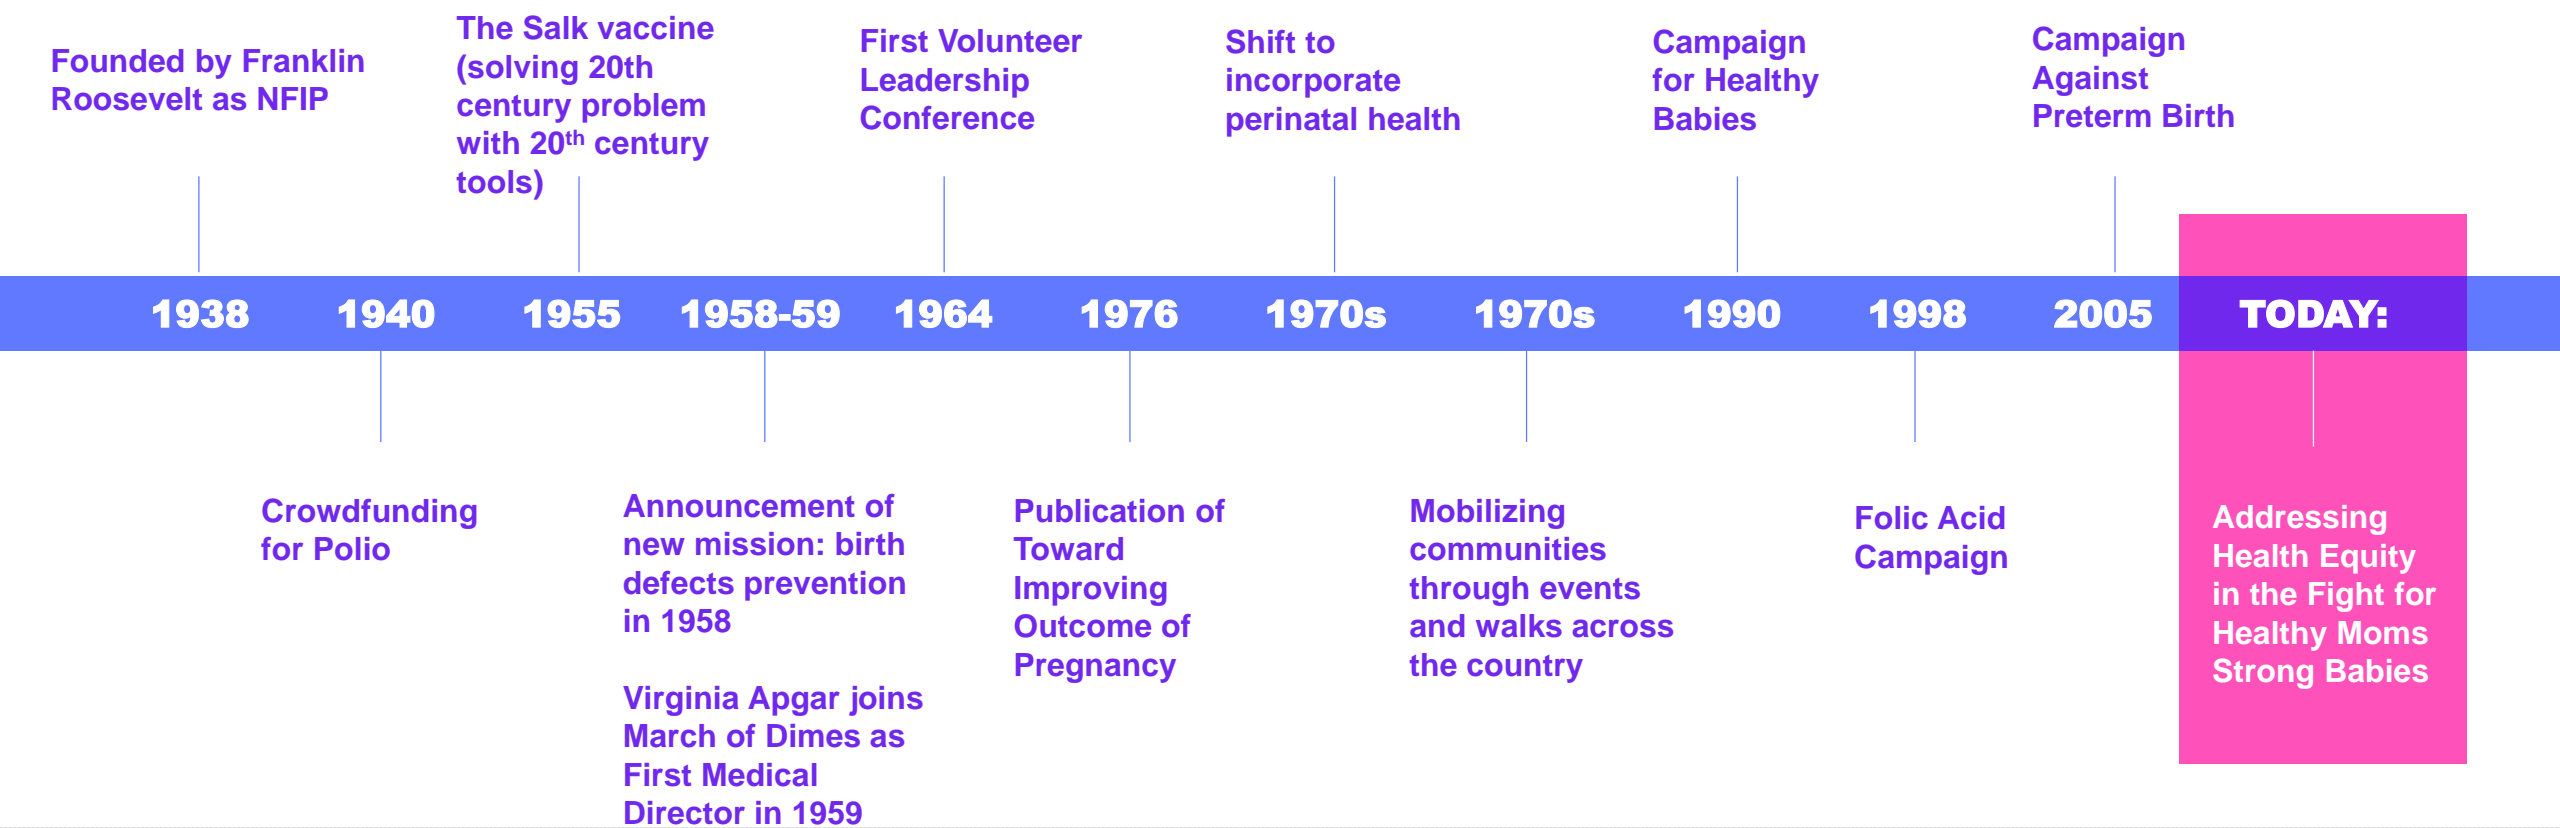 Founded by Franklin
Roosevelt as NFIP
The Salk vaccine
(solving 20th
century problem
with 20th century
tools)
First Volunteer
Leadership
Conference
Shift to
incorporate
perinatal health
Campaign
for Healthy
Babies
Campaign
Against
Preterm Birth
1938 1940 1955 1958-59 1964 1976 1970s 1970s 1990 1998 2005 TODAY:
Crowdfunding
for Polio
Announcement of
new mission: birth
defects prevention
in 1958
Virginia Apgar joins
March of Dimes as
First Medical
Director in 1959
Publication of
Toward
Improving
Outcome of
Pregnancy
Mobilizing
communities
through events
and walks across
the country
Folic Acid
Campaign
Addressing
Health Equity
in the Fight for
Healthy Moms
Strong Babies